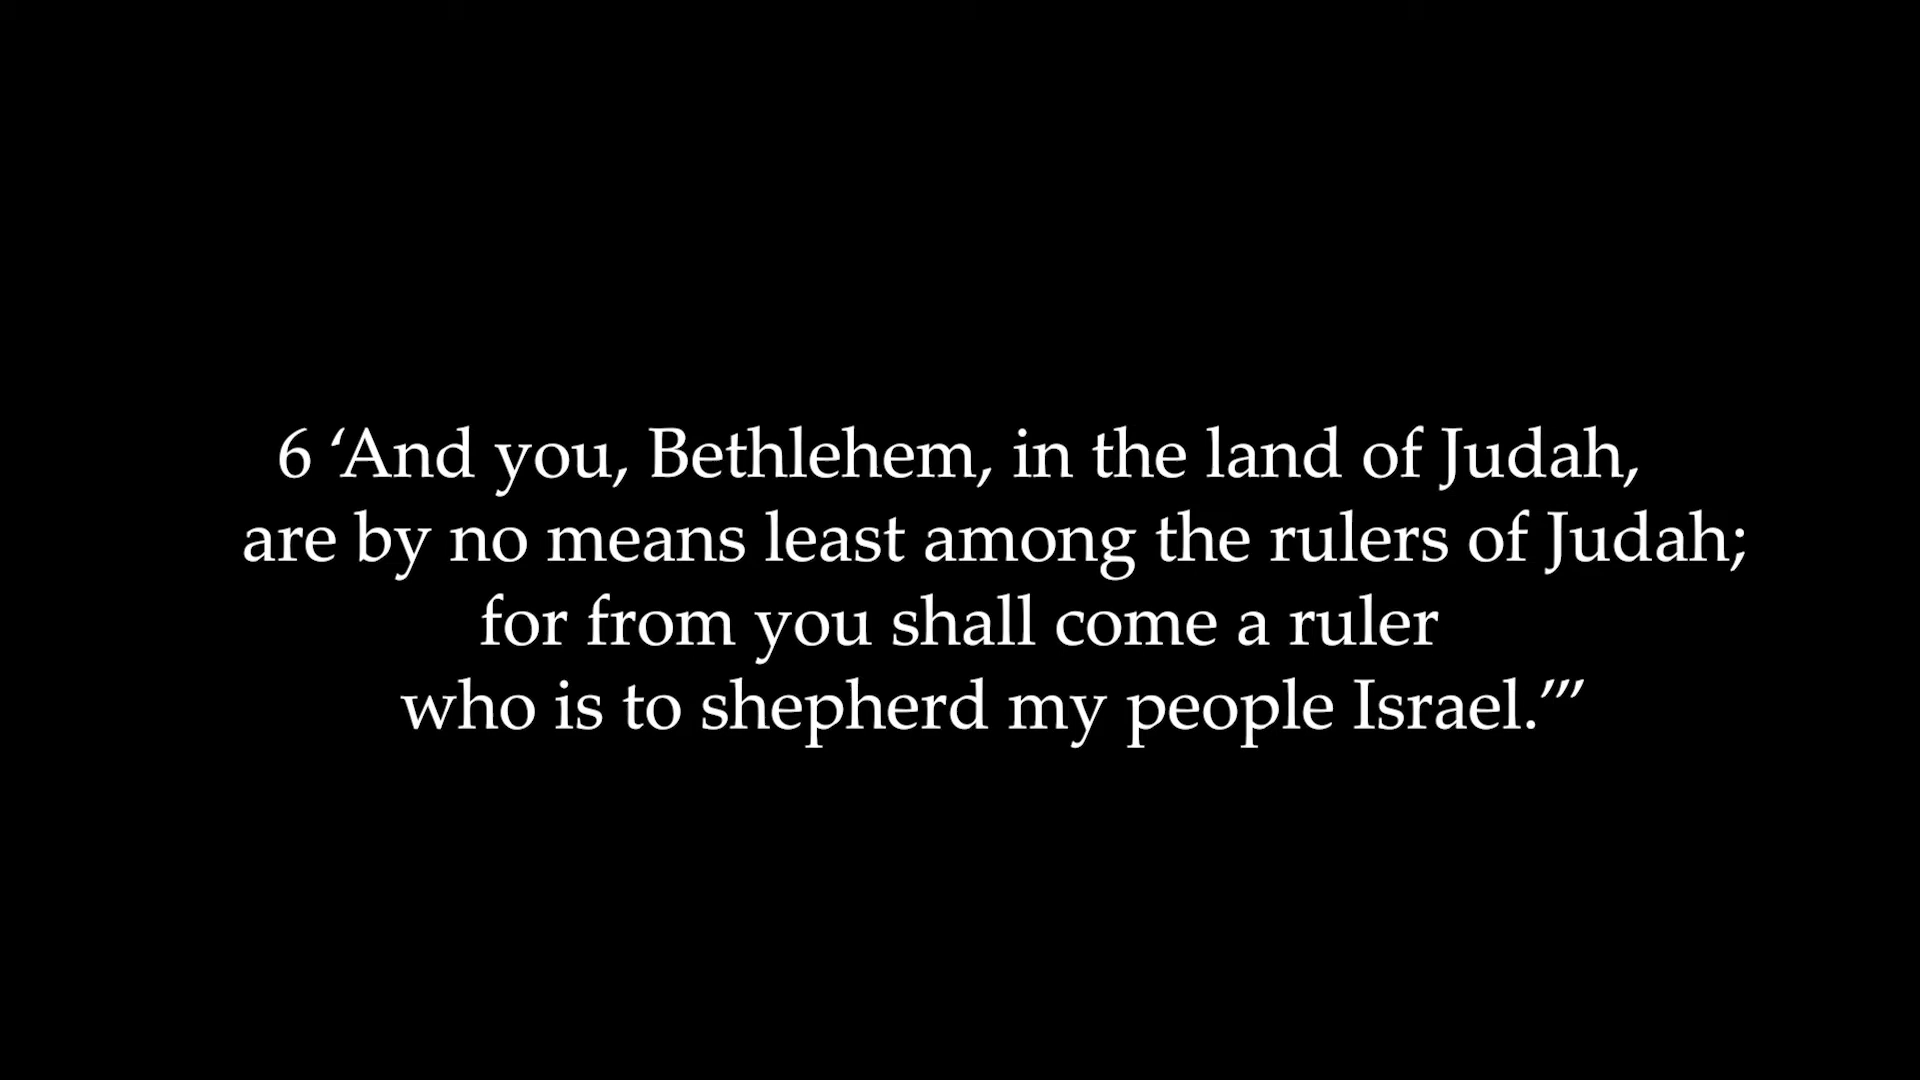 6 ‘And you, Bethlehem, in the land of Judah,
are by no means least among the rulers of Judah;
for from you shall come a ruler
who is to shepherd my people Israel.’”